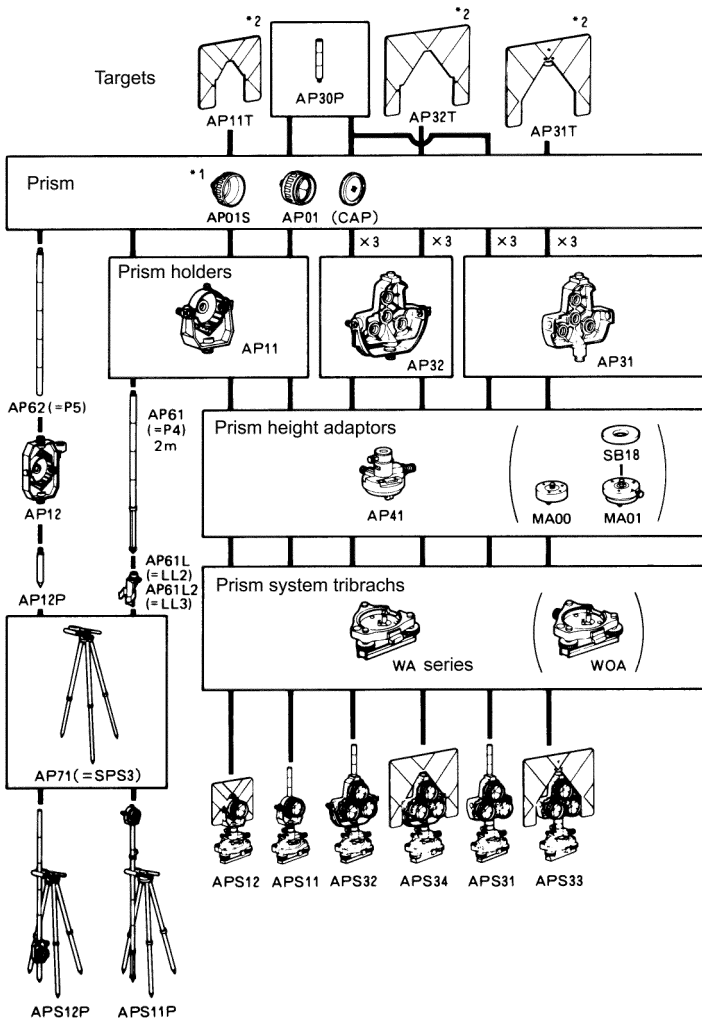 *2
*2
*2
Targets
AP30P
AP11T
AP32T
AP31T
Prism
*1
AP01S
AP01
(CAP)
×3
×3
×3
×3
Prism holders
AP11
AP32
AP31
AP62(=P5)
AP61
(=P4)
2m
Prism height adaptors
SB18
AP12
AP41
MA00
MA01
AP61L
(=LL2)
AP61L2
(=LL3)
AP12P
Prism system tribrachs
WA series
WOA
AP71(=SPS3)
APS12
APS11
APS32
APS34
APS31
APS33
APS12P
APS11P